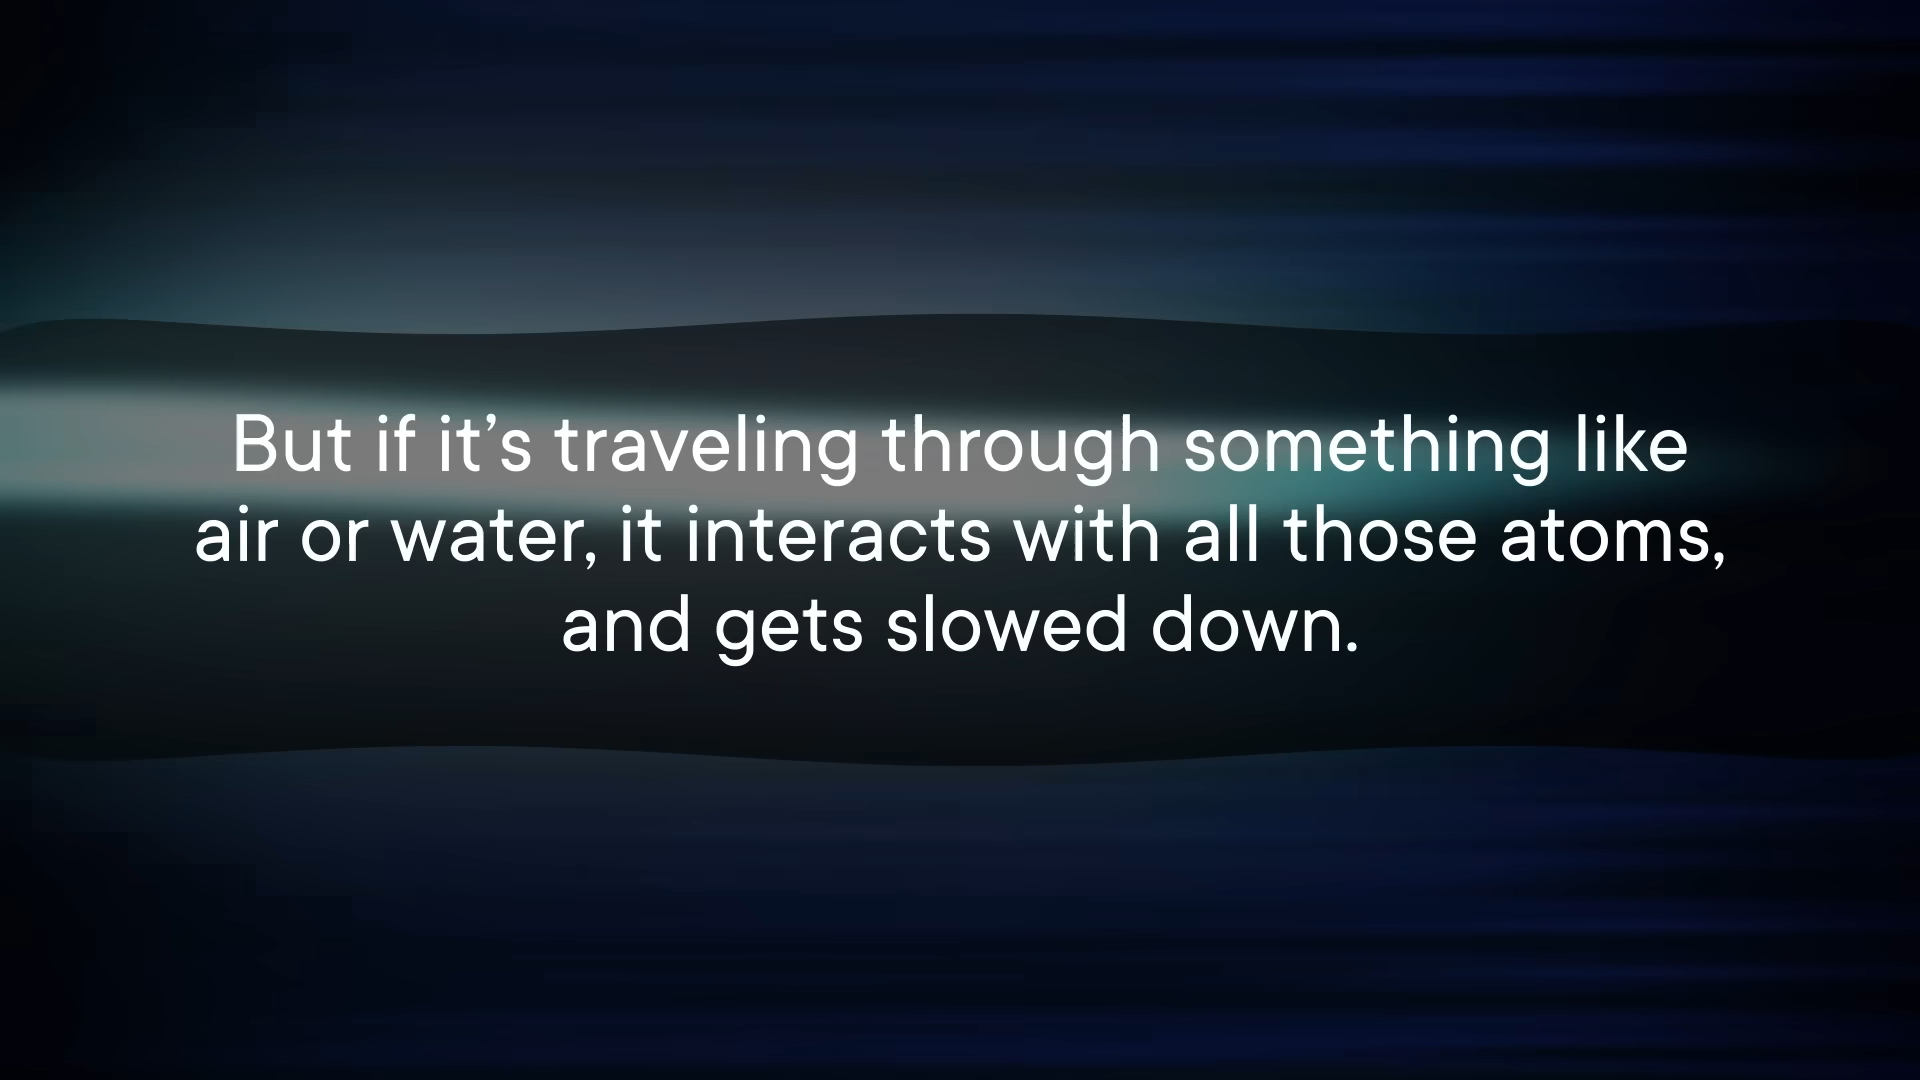 But if it’s traveling through something like
air or water, it interacts with all those atoms,
and gets slowed down.